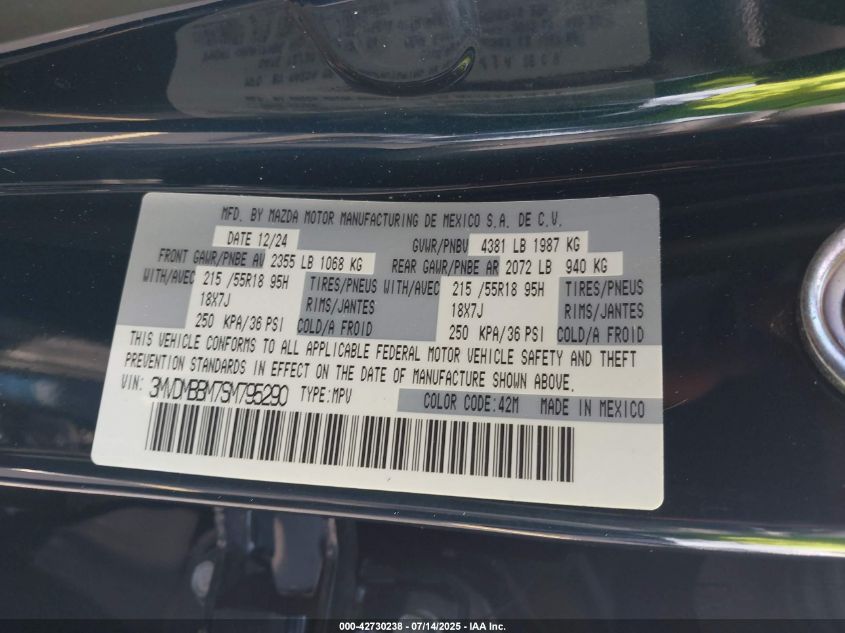 MFD. BY MAZDA MOTOR MANUFACTURING DE MEXICO S.A. DE C.V.
DATE 12/24 GVWR/PNBV 4381 LB 1987 KG
FRONT GAWR/PNBE AV 2355 LB 1068 KG REAR GAWR/PNBE AR 2072 LB 940 KG
WITH/AVEC 215 /55R18 95H TIRES/PNEUS WITH/AVEC 215 /55R18 95H TIRES/PNEUS
18X7J RIMS/JANTES 18X7J RIMS/JANTES
250 KPA/36 PSI COLD/A FROID 250 KPA/36 PSI COLD/A FROID
THIS VEHICLE CONFORMS TO ALL APPLICABLE FEDERAL MOTOR VEHICLE SAFETY AND THEFT
PREVENTION STANDARDS IN EFFECT ON THE DATE OF MANUFACTURE SHOWN ABOVE.
VIN: 3MVDMBBM7SM795290 TYPE: MPV COLOR CODE:42M MADE IN MEXICO
000-42730238 - 07/14/2025 - IAA Inc.